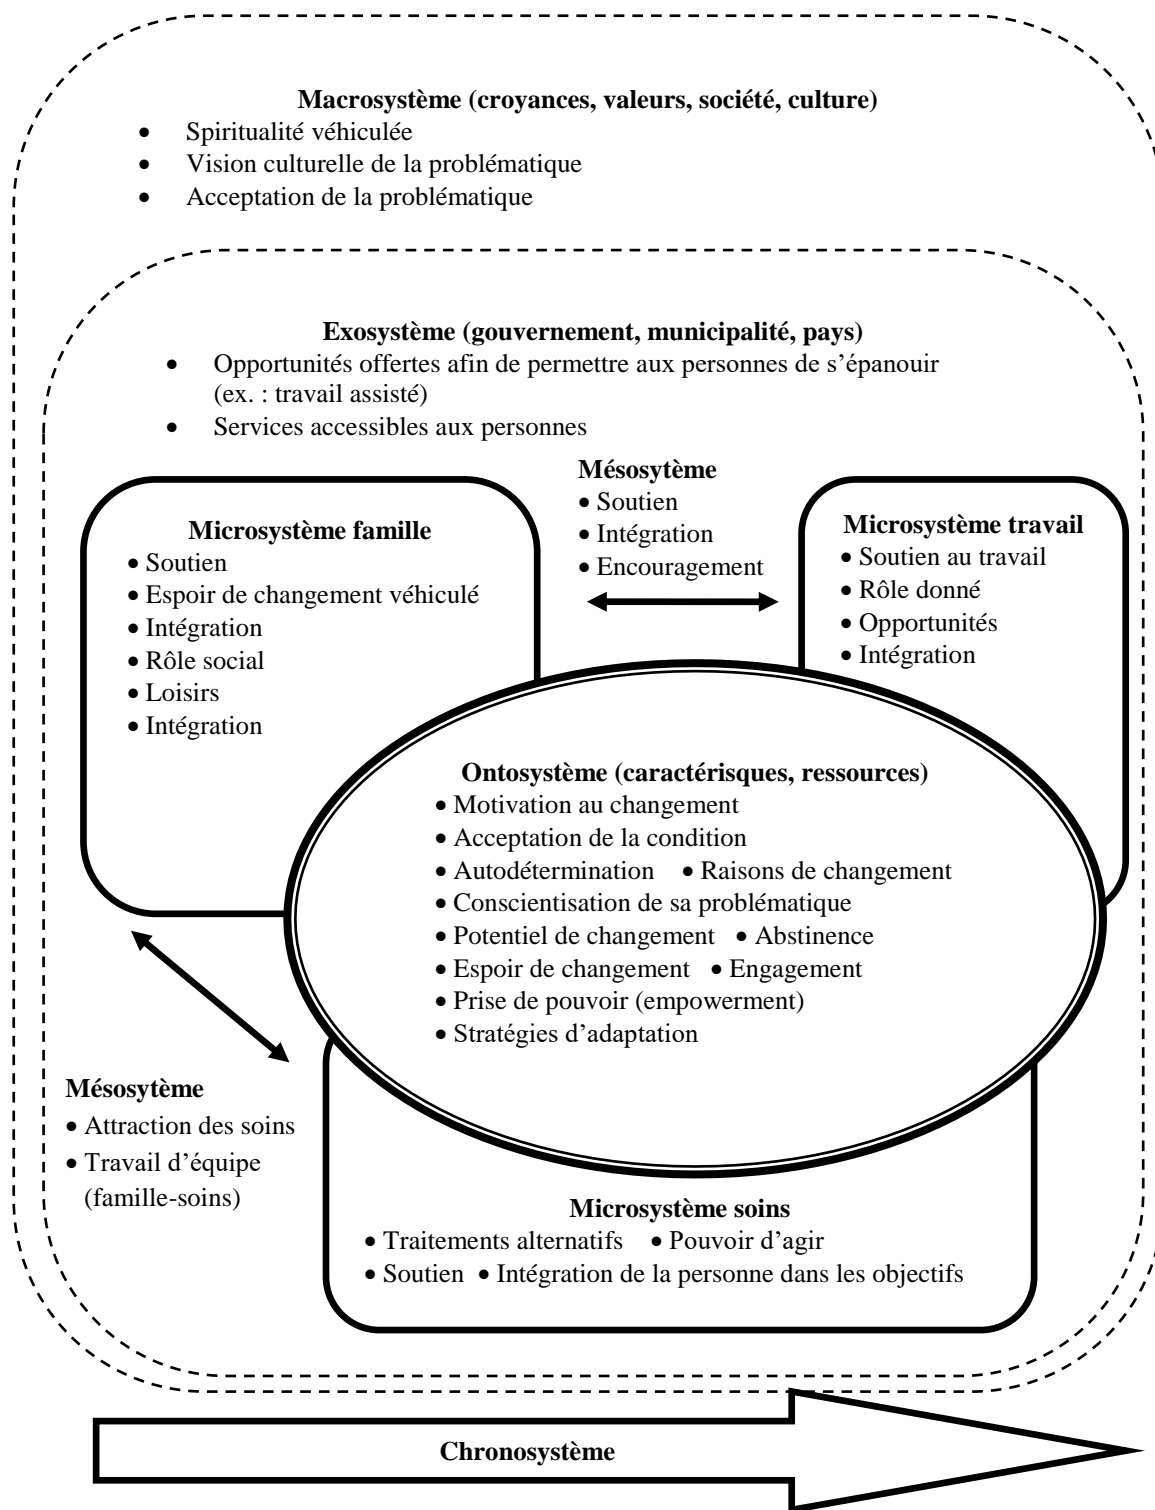 Macrosystème (croyances, valeurs, société, culture)
• Spiritualité véhiculée
• Vision culturelle de la problématique
• Acceptation de la problématique
Exosystème (gouvernement, municipalité, pays)
• Opportunités offertes afin de permettre aux personnes de s’épanouir
(ex. : travail assisté)
• Services accessibles aux personnes
Mésosytème
• Soutien
• Intégration
• Encouragement
Microsystème famille
• Soutien
• Espoir de changement véhiculé
• Intégration
• Rôle social
• Loisirs
• Intégration
Microsystème travail
• Soutien au travail
• Rôle donné
• Opportunités
• Intégration
Ontosystème (caractérisques, ressources)
• Motivation au changement
• Acceptation de la condition
• Autodétermination • Raisons de changement
• Conscientisation de sa problématique
• Potentiel de changement • Abstinence
• Espoir de changement • Engagement
• Prise de pouvoir (empowerment)
• Stratégies d’adaptation
Mésosytème
• Attraction des soins
• Travail d’équipe
(famille-soins)
Microsystème soins
• Traitements alternatifs • Pouvoir d’agir
• Soutien • Intégration de la personne dans les objectifs
Chronosystème